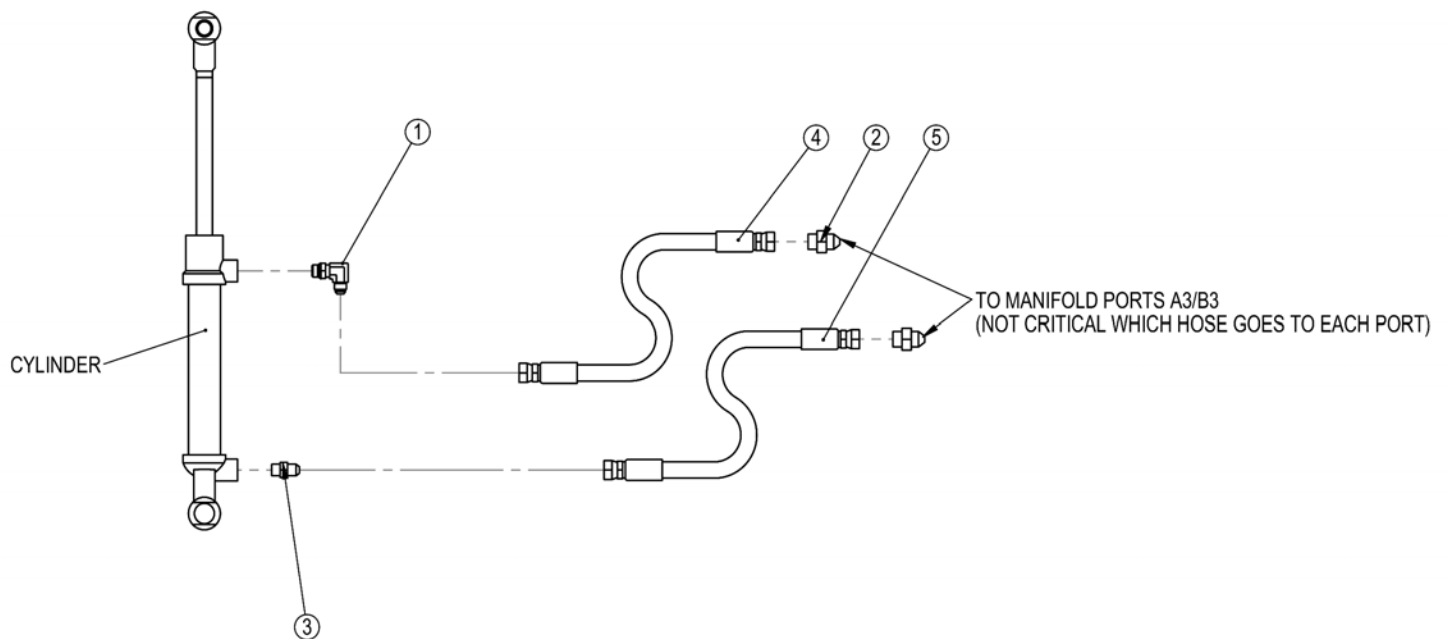 1
4
2
5
TO MANIFOLD PORTS A3/B3
(NOT CRITICAL WHICH HOSE GOES TO EACH PORT)
CYLINDER
3